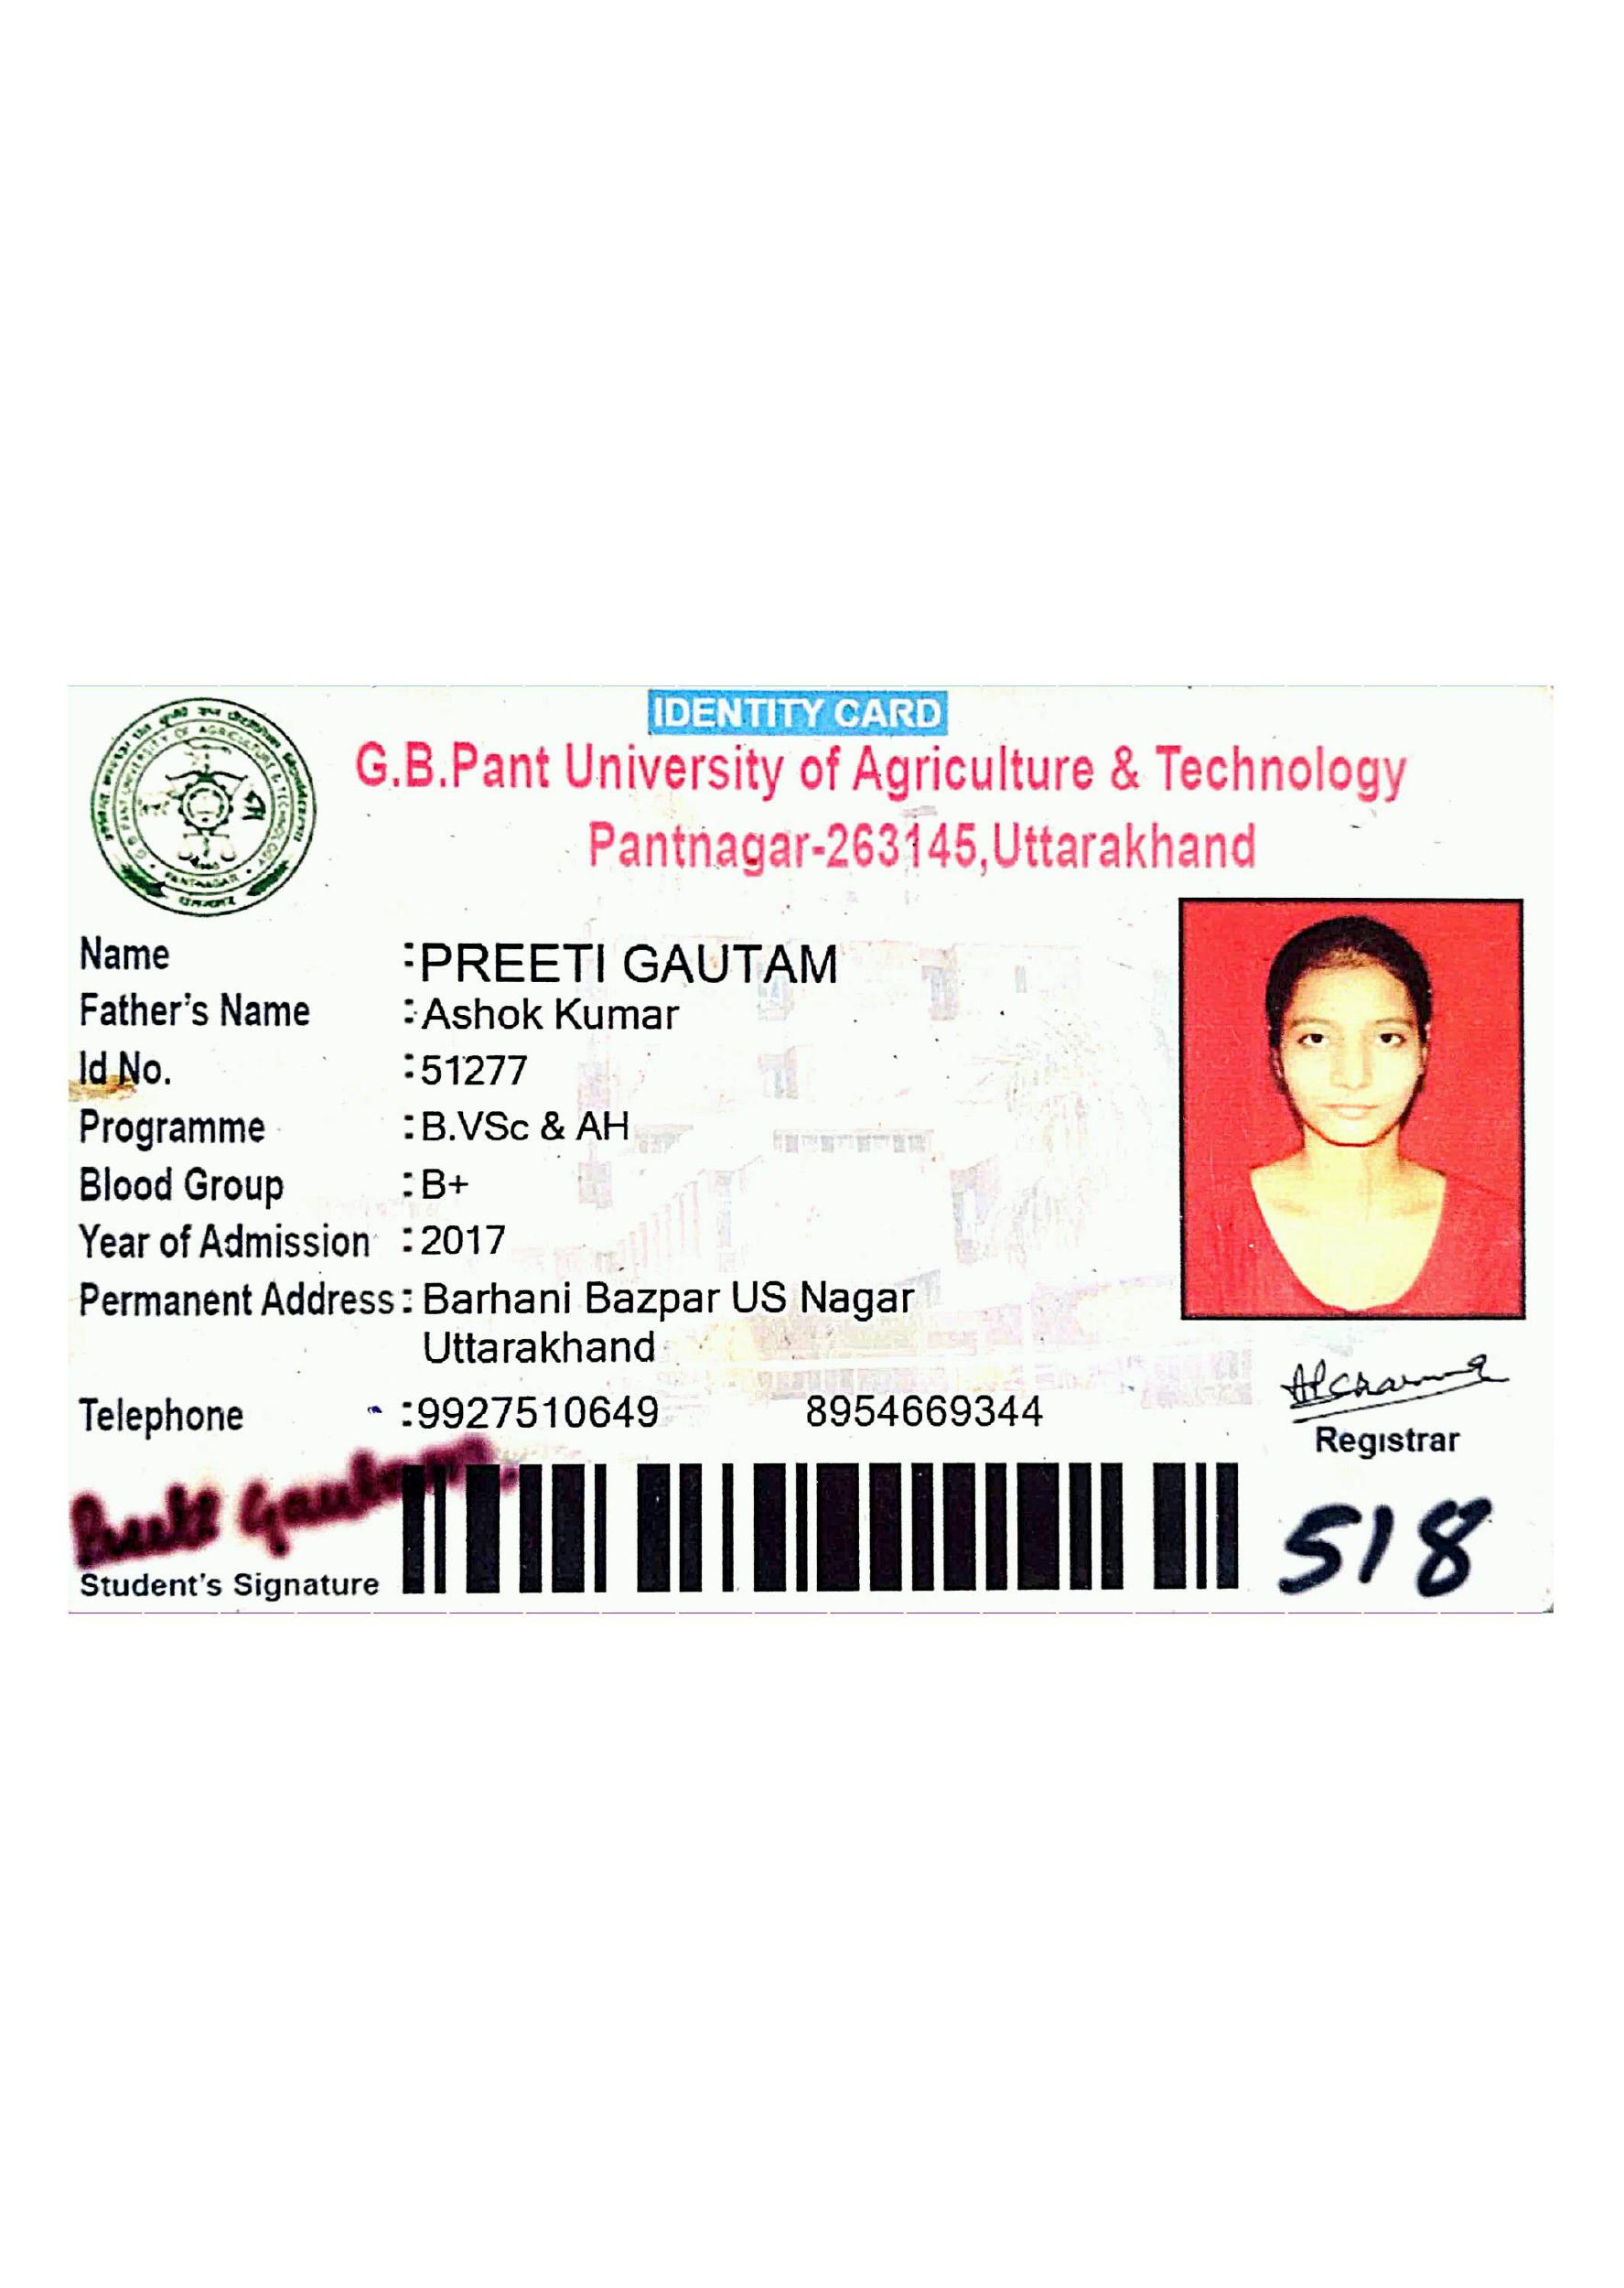 IDENTITY CARD
G.B.Pant University of Agriculture & Technology
Pantnagar-263145,Uttarakhand
Name :PREETI GAUTAM
Father's Name :Ashok Kumar
Id No. :51277
Programme :B.VSc & AH
Blood Group :B+
Year of Admission :2017
Permanent Address: Barhani Bazpar US Nagar
Uttarakhand
Telephone :9927510649 8954669344
Registrar
Preeti Gautam
Student's Signature
518